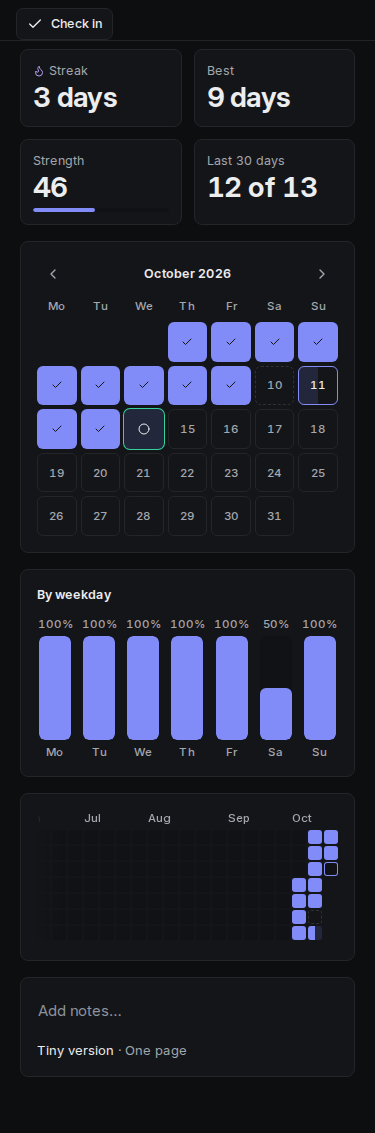 Check in
Streak
3 days
Best
9 days
Strength
46
Last 30 days
12 of 13
October 2026
Mo Tu We Th Fr Sa Su
10 11
15 16 17 18
19 20 21 22 23 24 25
26 27 28 29 30 31
By weekday
100% 100% 100% 100% 100% 50% 100%
Mo Tu We Th Fr Sa Su
Jul Aug Sep Oct
Add notes...
Tiny version · One page